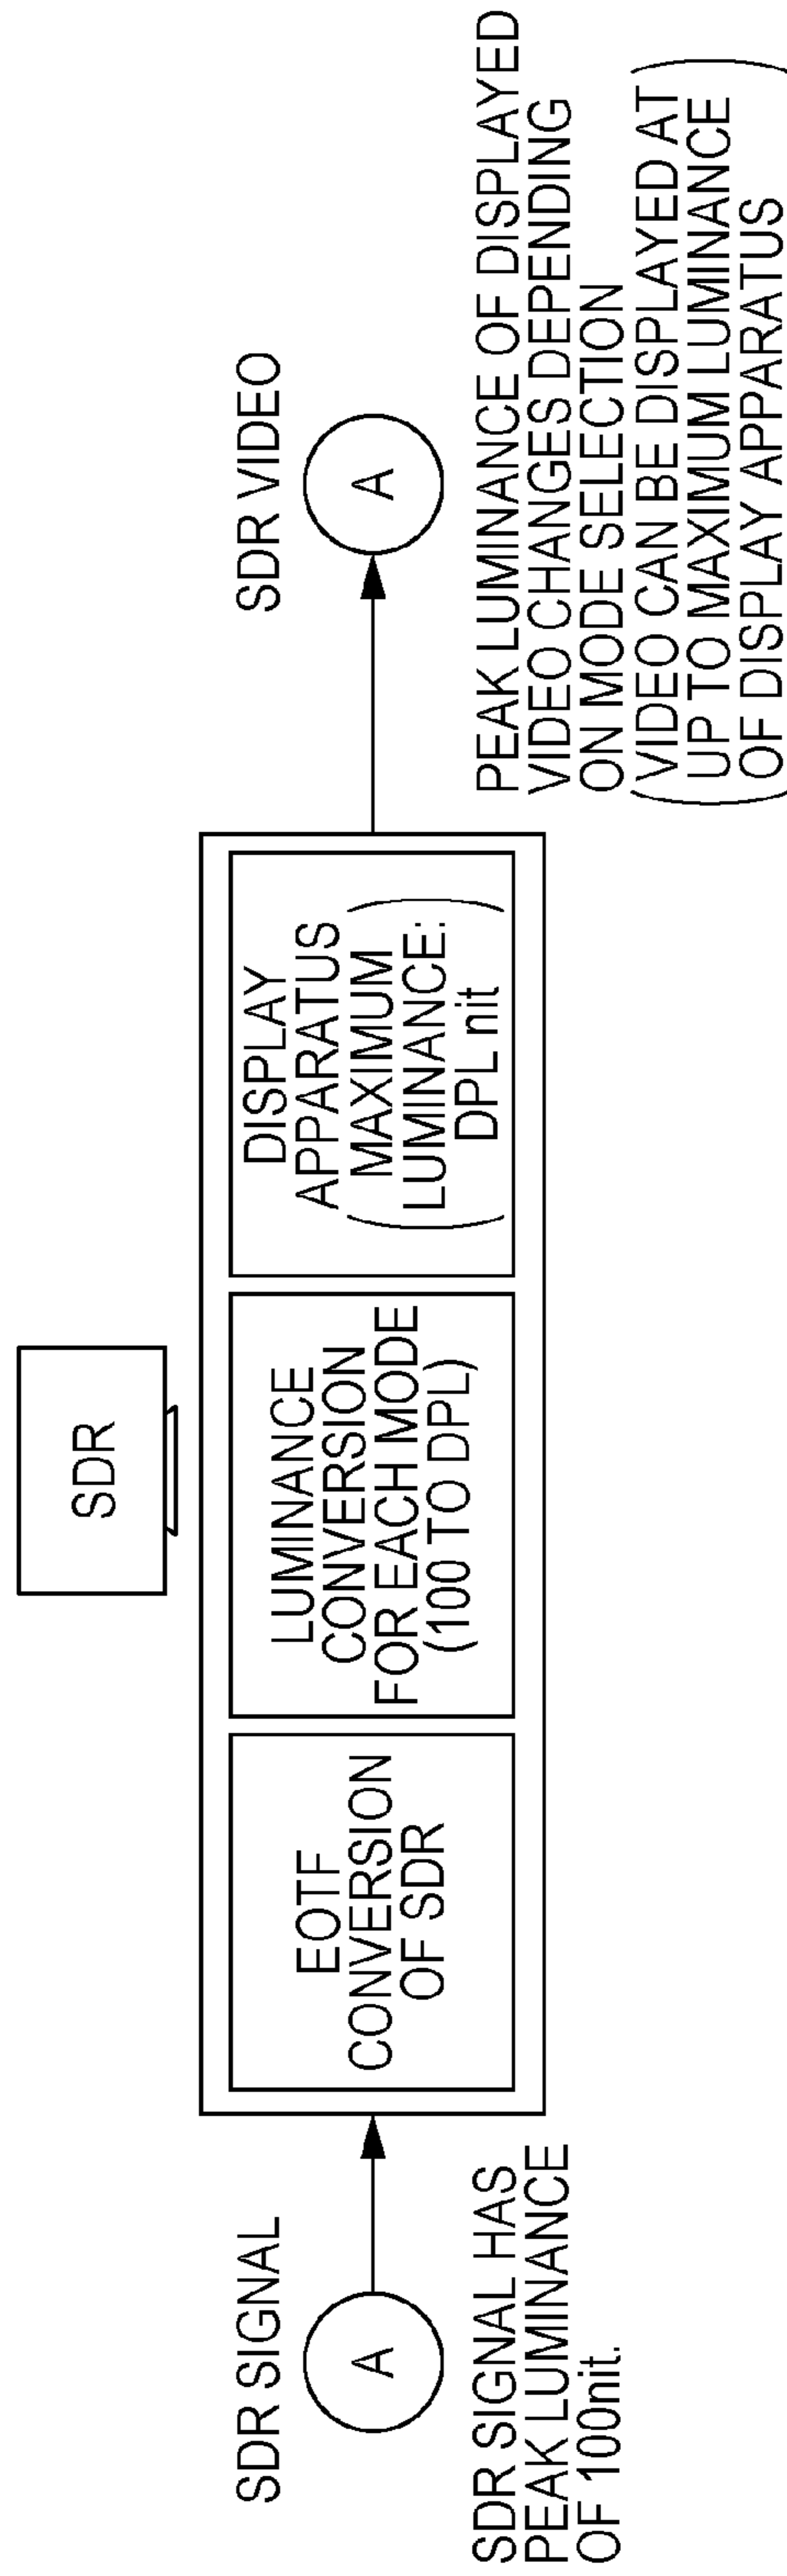 SDR
SDR SIGNAL
A
SDR SIGNAL HAS
PEAK LUMINANCE
OF 100nit.
EOTF
CONVERSION
OF SDR
LUMINANCE
CONVERSION
FOR EACH MODE
(100 TO DPL)
DISPLAY
APPARATUS
(MAXIMUM
LUMINANCE:
DPL nit)
SDR VIDEO
A
PEAK LUMINANCE OF DISPLAYED
VIDEO CHANGES DEPENDING
ON MODE SELECTION
(VIDEO CAN BE DISPLAYED AT
UP TO MAXIMUM LUMINANCE
OF DISPLAY APPARATUS)